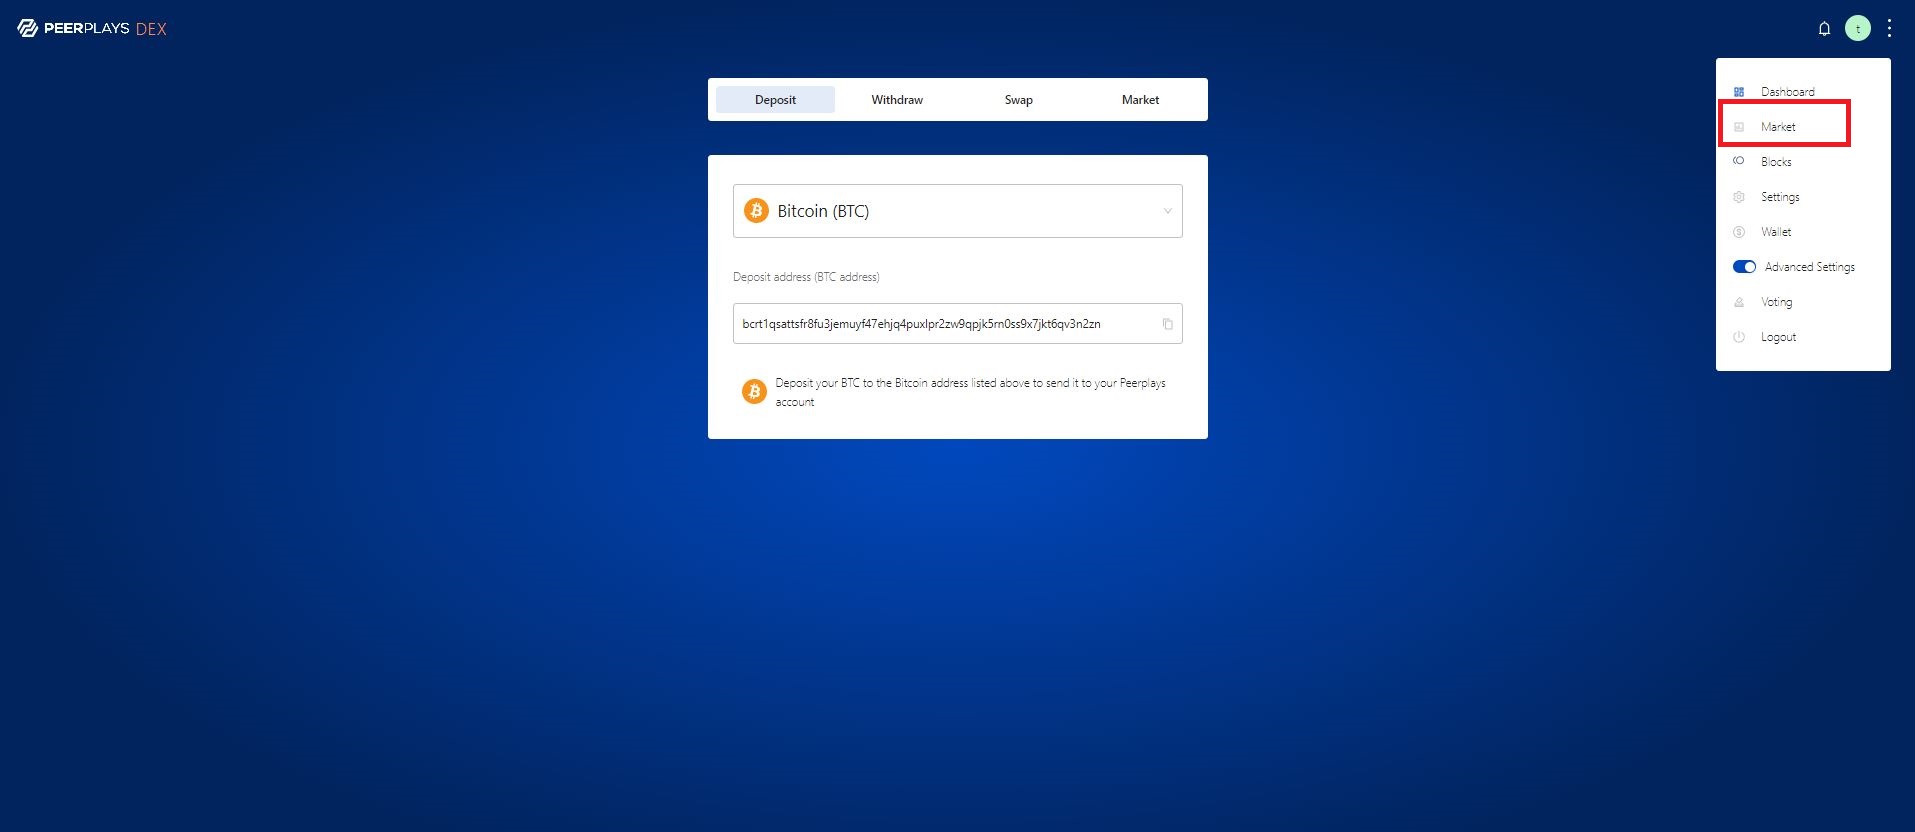 PEERPLAYS DEX
t
Deposit Withdraw Swap Market
Bitcoin (BTC)
Deposit address (BTC address)
bcrt1qsattsfr8fu3jemuyf47ehjq4puxlpr2zw9qpjk5rn0ss9x7jkt6qv3n2zn
Deposit your BTC to the Bitcoin address listed above to send it to your Peerplays
account
Dashboard
Market
Blocks
Settings
Wallet
Advanced Settings
Voting
Logout